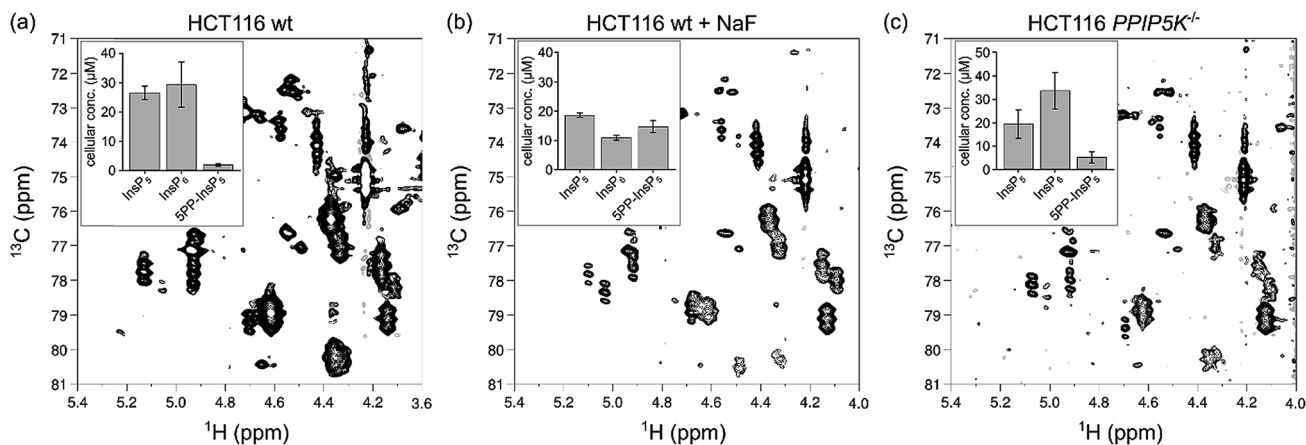 (a)
HCT116 wt
71
72
73
74
75
76
77
78
79
80
81
¹³C (ppm)
cellular conc. (µM)
40
30
20
10
0
InsP₅
InsP₆
5PP-InsP₅
5.4 5.2 5.0 4.8 4.6 4.4 4.2 3.6
¹H (ppm)
(b)
HCT116 wt + NaF
71
72
73
74
75
76
77
78
79
80
81
¹³C (ppm)
cellular conc. (µM)
40
30
20
10
0
InsP₅
InsP₆
5PP-InsP₅
5.4 5.2 5.0 4.8 4.6 4.4 4.2 4.0
¹H (ppm)
(c)
HCT116 PPIP5K⁻/⁻
71
72
73
74
75
76
77
78
79
80
81
¹³C (ppm)
cellular conc. (µM)
50
40
30
20
10
0
InsP₅
InsP₆
5PP-InsP₅
5.4 5.2 5.0 4.8 4.6 4.4 4.2 4.0
¹H (ppm)